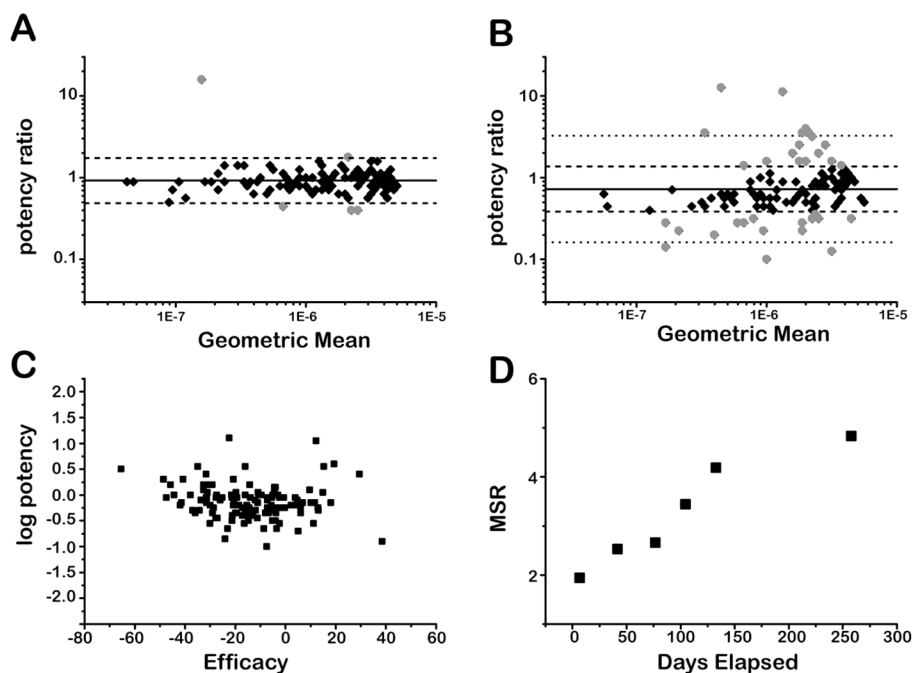 A
B
10
1
0.1
potency ratio
1E-7
1E-6
1E-5
Geometric Mean
10
1
0.1
potency ratio
1E-7
1E-6
1E-5
Geometric Mean
C
D
2.0
1.5
1.0
0.5
0.0
-0.5
-1.0
-1.5
-2.0
log potency
-80
-60
-40
-20
0
20
40
60
Efficacy
6
4
2
MSR
0
50
100
150
200
250
300
Days Elapsed